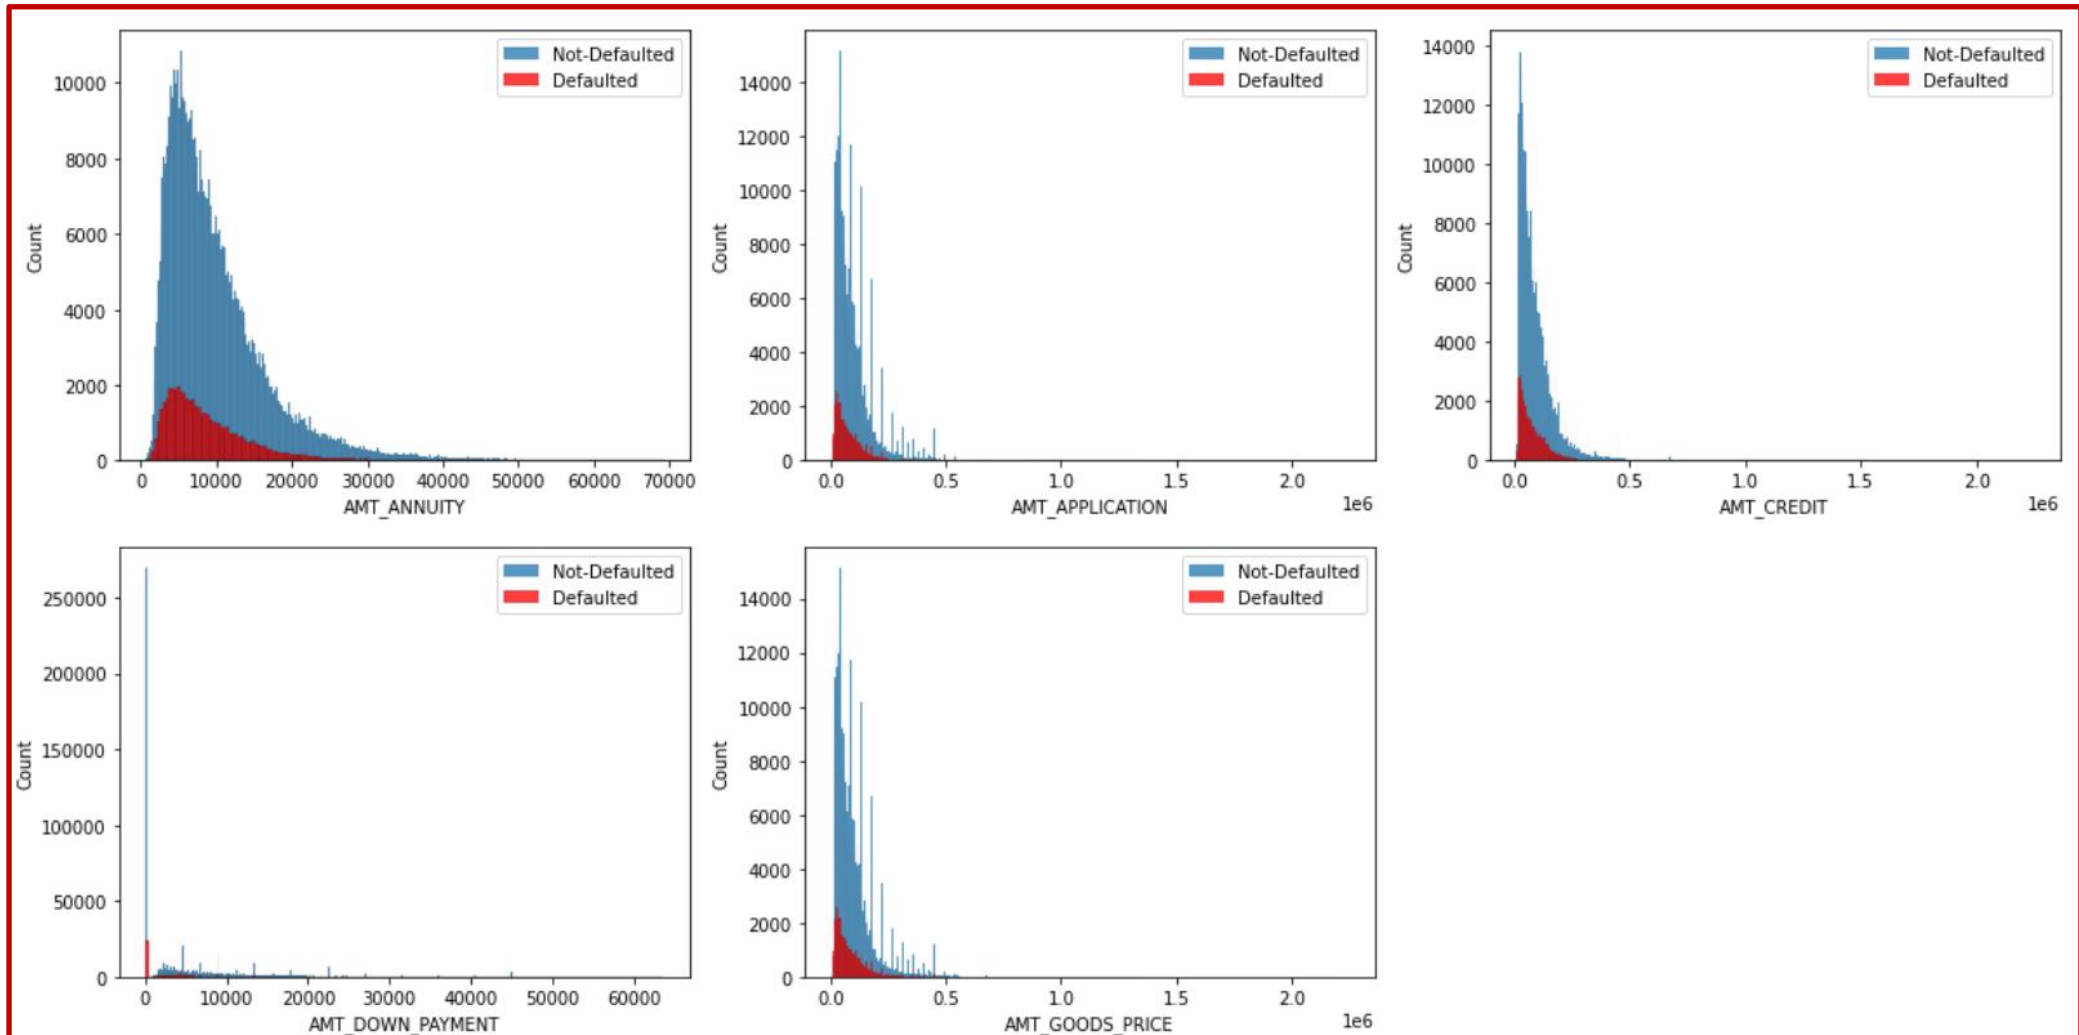 Not-Defaulted
Defaulted
10000
8000
6000
4000
2000
0
Count
0 10000 20000 30000 40000 50000 60000 70000
AMT_ANNUITY
Not-Defaulted
Defaulted
14000
12000
10000
8000
6000
4000
2000
0
Count
0.0 0.5 1.0 1.5 2.0
1e6
AMT_APPLICATION
Not-Defaulted
Defaulted
14000
12000
10000
8000
6000
4000
2000
0
Count
0.0 0.5 1.0 1.5 2.0
1e6
AMT_CREDIT
Not-Defaulted
Defaulted
250000
200000
150000
100000
50000
0
Count
0 10000 20000 30000 40000 50000 60000
AMT_DOWN_PAYMENT
Not-Defaulted
Defaulted
14000
12000
10000
8000
6000
4000
2000
0
Count
0.0 0.5 1.0 1.5 2.0
1e6
AMT_GOODS_PRICE